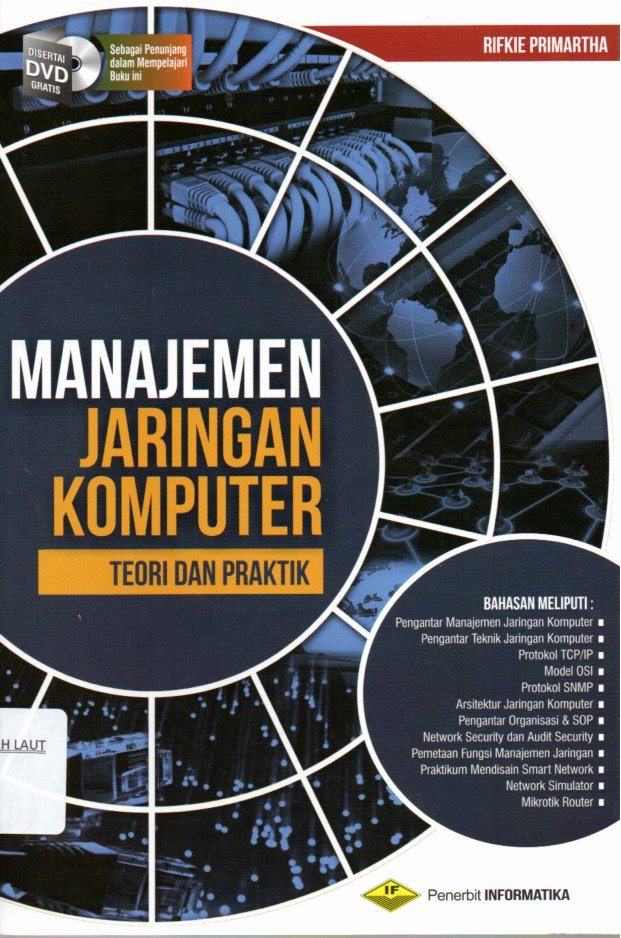 DISERTAI
DVD
GRATIS
Sebagai Penunjang
dalam Mempelajari
Buku ini
RIFKIE PRIMARTHA
MANAJEMEN
JARINGAN
KOMPUTER
TEORI DAN PRAKTIK
BAHASAN MELIPUTI :
Pengantar Manajemen Jaringan Komputer
Pengantar Teknik Jaringan Komputer
Protokol TCP/IP
Model OSI
Protokol SNMP
Arsitektur Jaringan Komputer
Pengantar Organisasi & SOP
Network Security dan Audit Security
Pemetaan Fungsi Manajemen Jaringan
Praktikum Mendisain Smart Network
Network Simulator
Mikrotik Router
H LAUT
IF
Penerbit INFORMATIKA